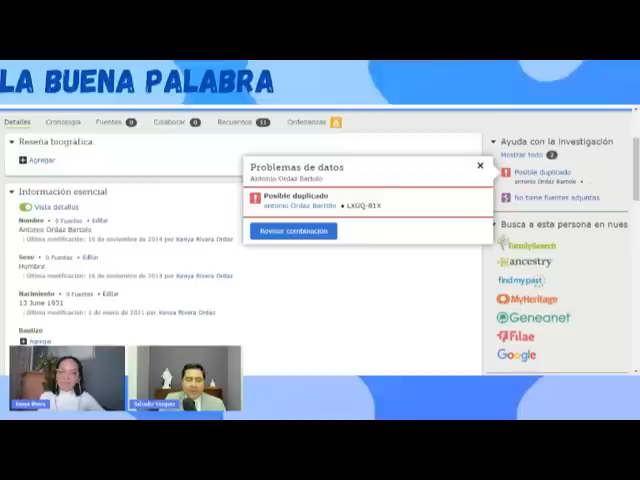 LA BUENA PALABRA
Detalles Cronología Fuentes 0 Colaborar 0 Recuentos 11 Ordenanzas
Reseña biográfica
Agregar
Información esencial
Vista detalles
Nombre • 0 Fuentes • Editar
Antonio Ordaz Bartolo
Última modificación: 16 de noviembre de 2014 por Kenya Rivera Ordaz
Sexo • 0 Fuentes • Editar
Hombre
Última modificación: 16 de noviembre de 2014 por Kenya Rivera Ordaz
Nacimiento • 0 Fuentes • Editar
13 June 1931
Última modificación: 1 de enero de 2021 por Kenya Rivera Ordaz
Bautizo
Agregar
Problemas de datos
Antonio Ordaz Bartolo
Posible duplicado
antonio Ordaz Bartolo • LXGQ-81X
Revisar combinación
Ayuda con la investigación
Mostrar todo 2
Posible duplicado
antonio Ordaz Bartolo •
No tiene fuentes adjuntas
Busca a esta persona en nues
FamilySearch
ancestry
findmypast
MyHeritage
Geneanet
Filae
Google
Kenya Rivera
Salvador Vásquez